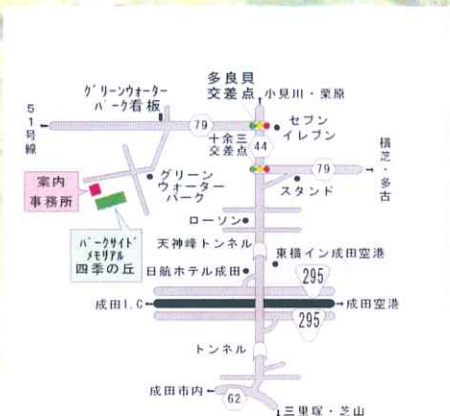 多良貝
交差点
小見川・栗原
グリーンウォーター
パーク看板
51号線
79
セブン
イレブン
十余三
交差点
44
79
横芝・多古
スタンド
グリーン
ウォーター
パーク
案内
事務所
パークサイド
メモリアル
四季の丘
ローソン
天神峰トンネル
東横イン成田空港
日航ホテル成田
295
成田I.C
成田空港
295
トンネル
成田市内
62
三里塚・芝山